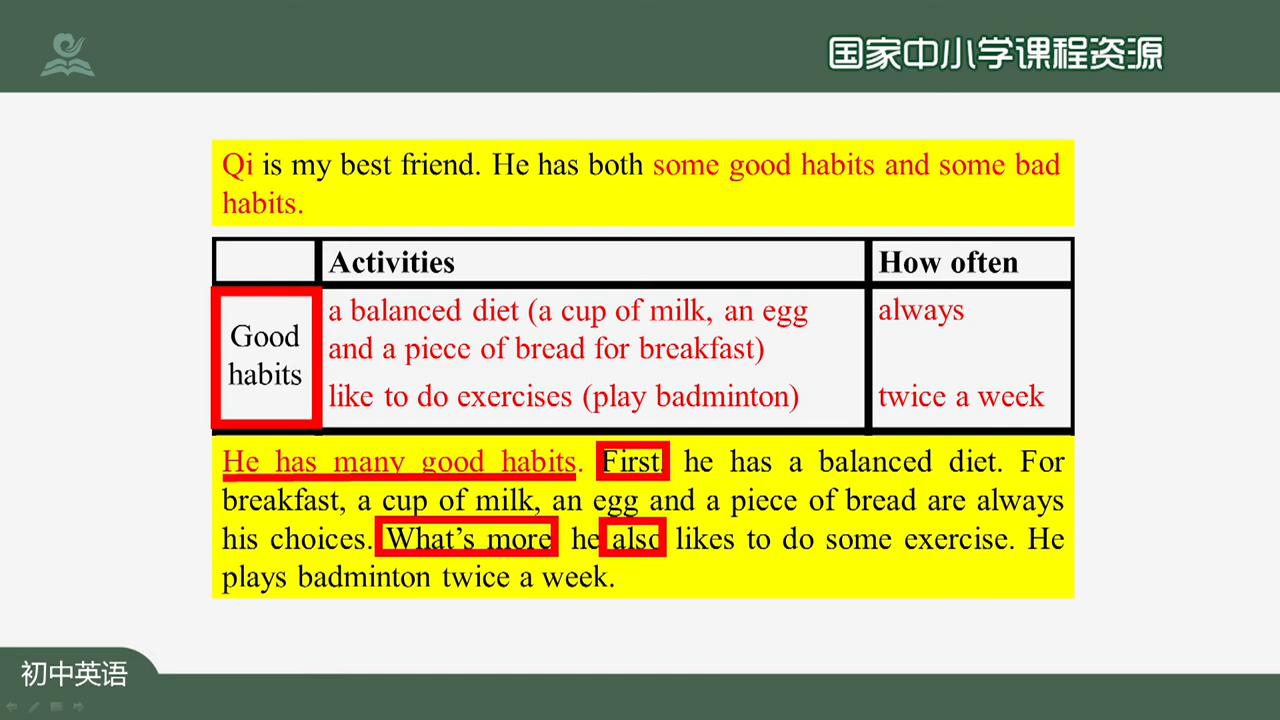 国家中小学课程资源
Qi is my best friend. He has both some good habits and some bad
habits.
Activities
How often
Good
habits
a balanced diet (a cup of milk, an egg
and a piece of bread for breakfast)
always
like to do exercises (play badminton)
twice a week
He has many good habits. First, he has a balanced diet. For
breakfast, a cup of milk, an egg and a piece of bread are always
his choices. What's more he also likes to do some exercise. He
plays badminton twice a week.
初中英语